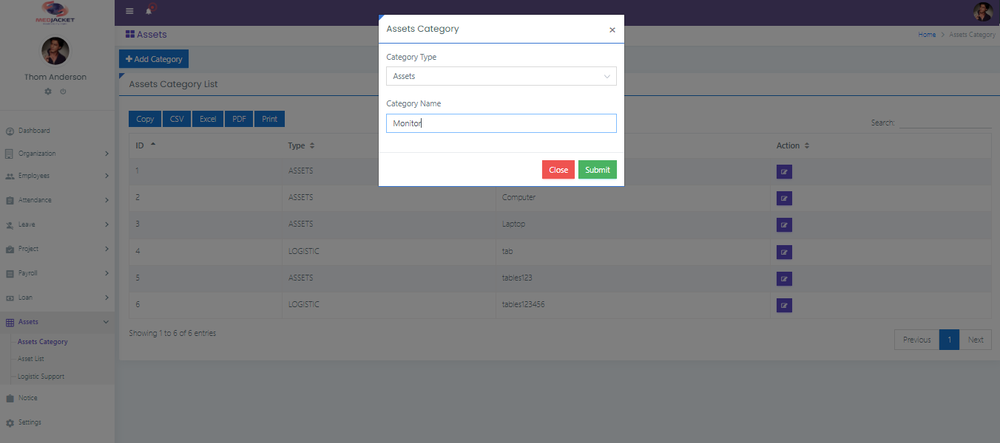 MEDJACKET
Thom Anderson
Dashboard
Organization
Employees
Attendance
Leave
Project
Payroll
Loan
Assets
Assets Category
Asset List
Logistic Support
Notice
Settings
Assets
Home > Assets Category
Add Category
Assets Category List
Copy CSV Excel PDF Print
Search:
ID Type Action
1 ASSETS
2 ASSETS Computer
3 ASSETS Laptop
4 LOGISTIC tab
5 ASSETS tables123
6 LOGISTIC tables123456
Showing 1 to 6 of 6 entries
Previous 1 Next
Assets Category ×
Category Type
Assets
Category Name
Monitor
Close Submit